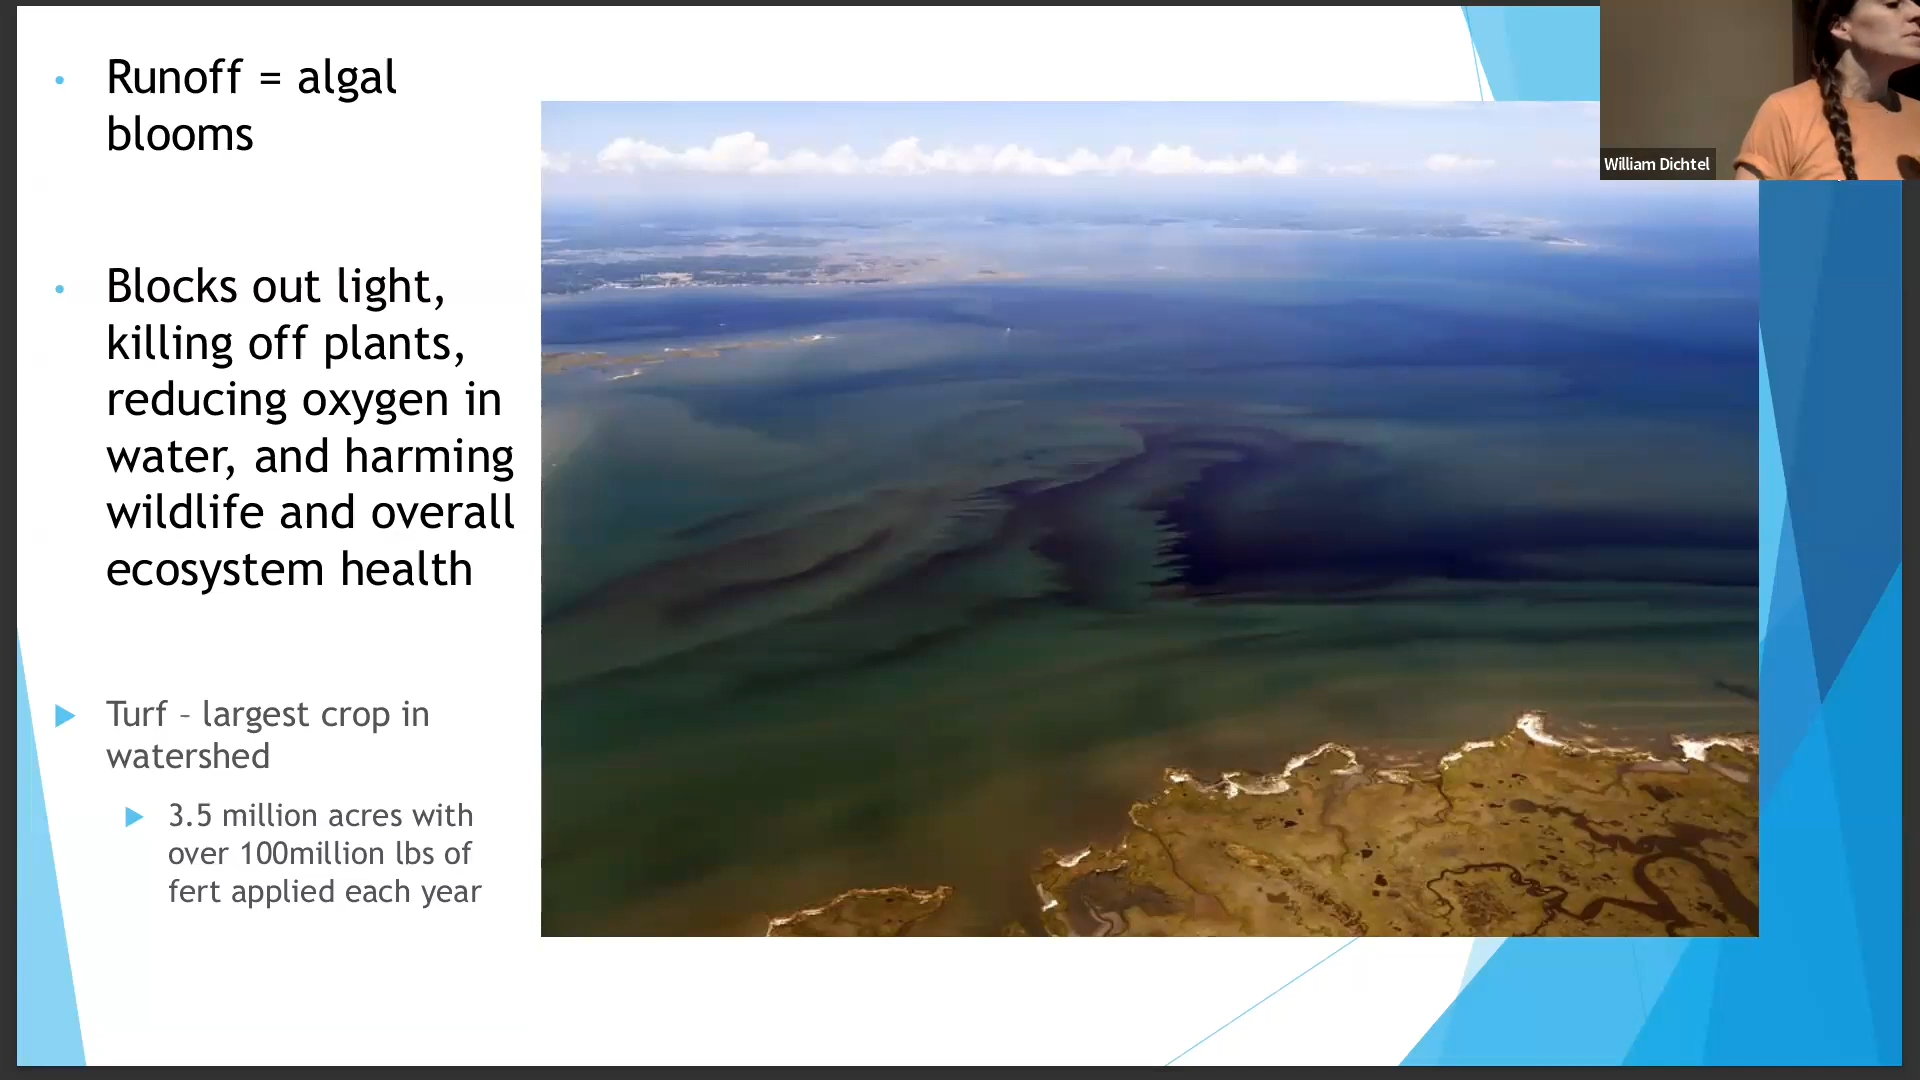 Runoff = algal
blooms
Blocks out light,
killing off plants,
reducing oxygen in
water, and harming
wildlife and overall
ecosystem health
Turf – largest crop in
watershed
3.5 million acres with
over 100million lbs of
fert applied each year
William Dichtel